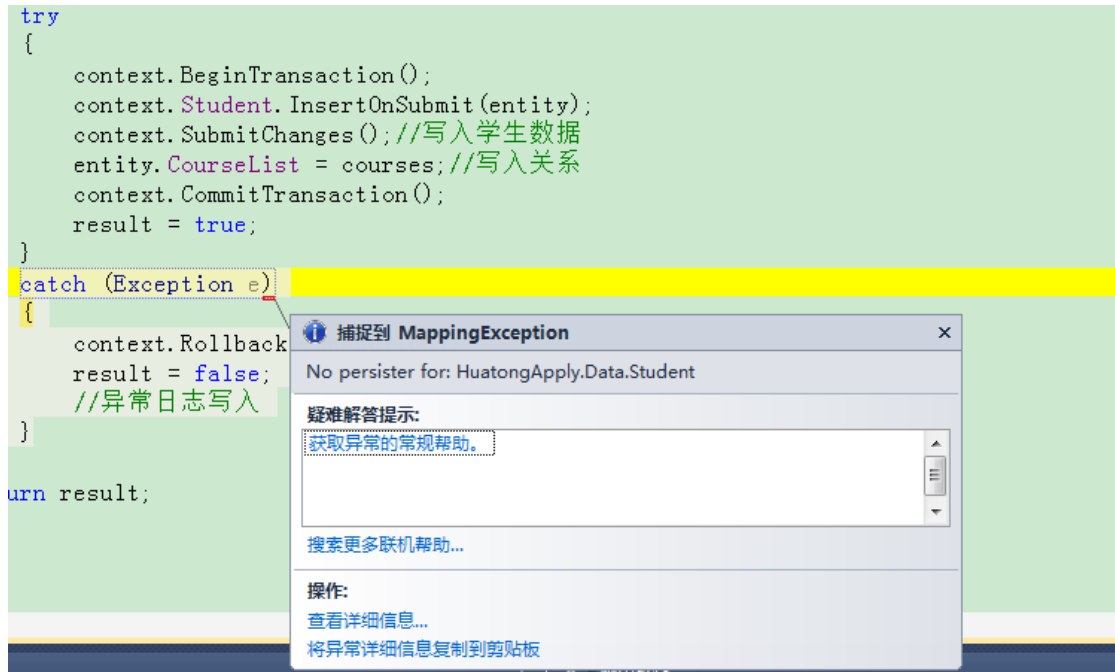 try
{
context.BeginTransaction();
context.Student.InsertOnSubmit(entity);
context.SubmitChanges();//写入学生数据
entity.CourseList = courses;//写入关系
context.CommitTransaction();
result = true;
}
catch (Exception e)
{
context.Rollback
result = false;
//异常日志写入
}
urn result;
捕捉到 MappingException
No persister for: HuatongApply.Data.Student
疑难解答提示:
获取异常的常规帮助。
搜索更多联机帮助...
操作:
查看详细信息...
将异常详细信息复制到剪贴板